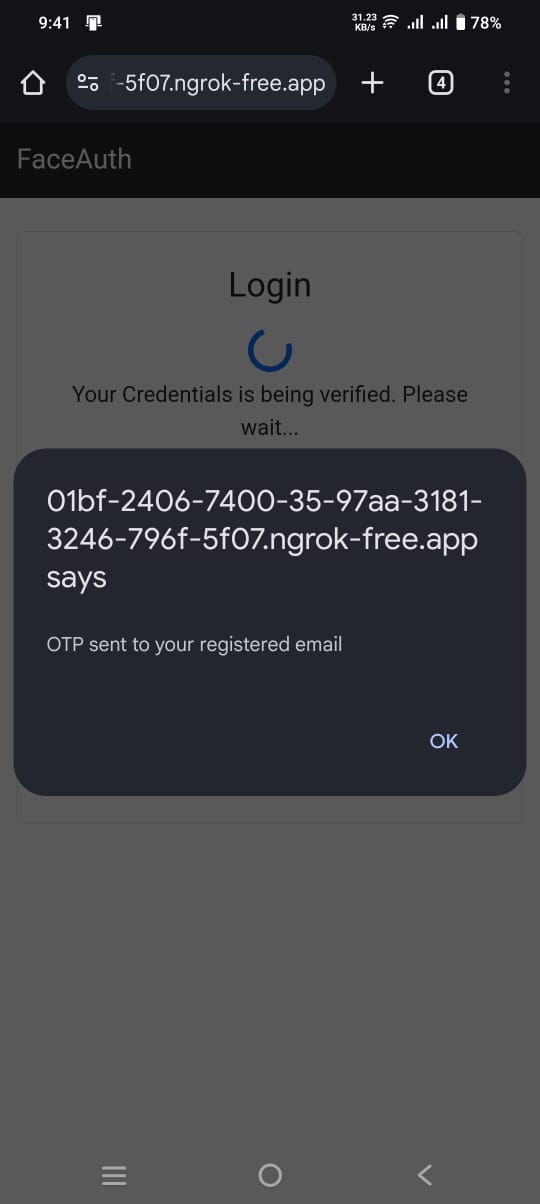 9:41
31.23
KB/s
78%
-5f07.ngrok-free.app
4
FaceAuth
Login
Your Credentials is being verified. Please
wait...
01bf-2406-7400-35-97aa-3181-
3246-796f-5f07.ngrok-free.app
says
OTP sent to your registered email
OK